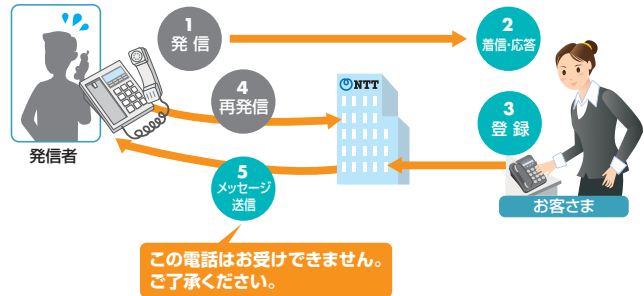 1
発信
2
着信・応答
4
再発信
NTT
3
登録
発信者
5
メッセージ
送信
お客さま
この電話はお受けできません。
ご了承ください。